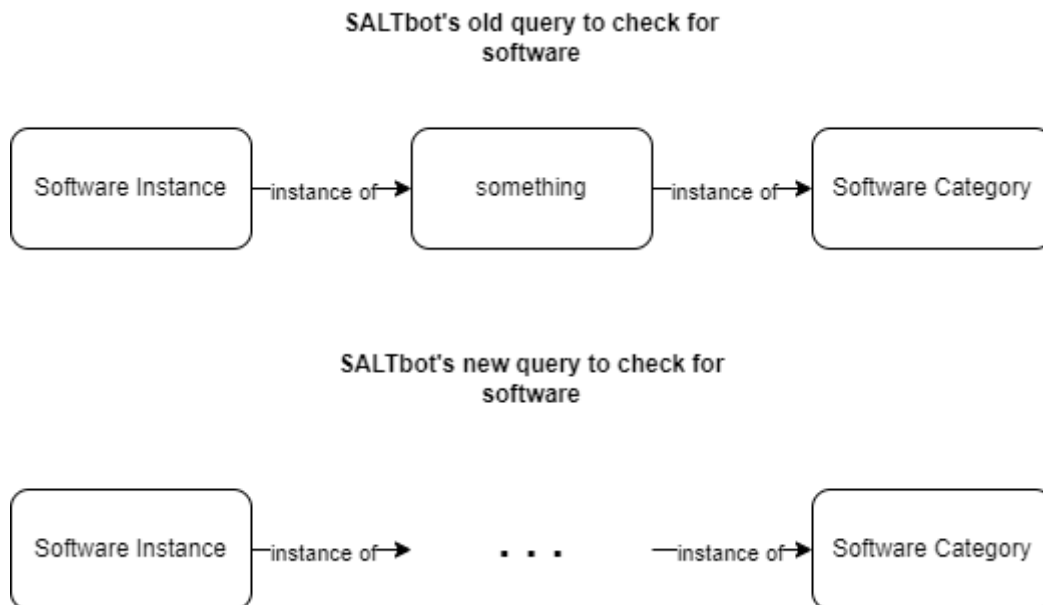 SALTbot's old query to check for
software
Software Instance
instance of
something
instance of
Software Category
SALTbot's new query to check for
software
Software Instance
instance of
. . .
instance of
Software Category